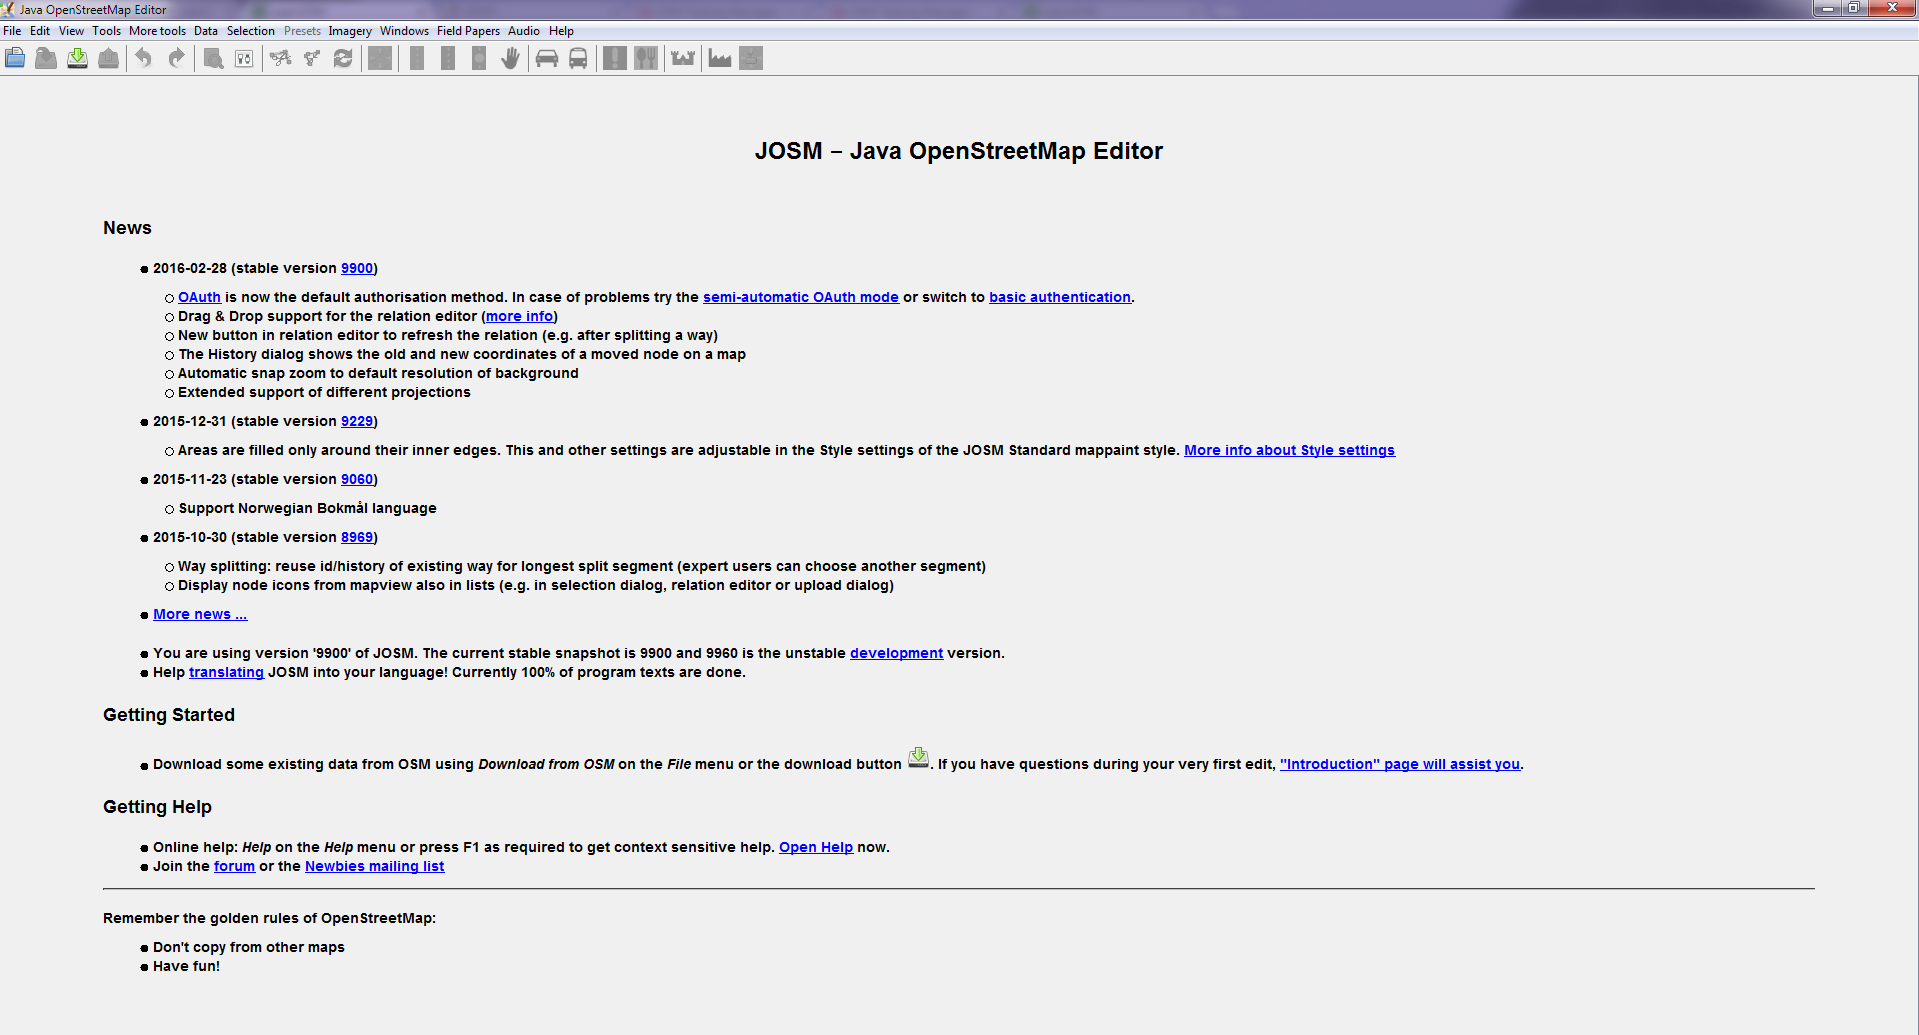 Java OpenStreetMap Editor
File Edit View Tools More tools Data Selection Presets Imagery Windows Field Papers Audio Help
JOSM – Java OpenStreetMap Editor
News
2016-02-28 (stable version 9900)
OAuth is now the default authorisation method. In case of problems try the semi-automatic OAuth mode or switch to basic authentication.
Drag & Drop support for the relation editor (more info)
New button in relation editor to refresh the relation (e.g. after splitting a way)
The History dialog shows the old and new coordinates of a moved node on a map
Automatic snap zoom to default resolution of background
Extended support of different projections
2015-12-31 (stable version 9229)
Areas are filled only around their inner edges. This and other settings are adjustable in the Style settings of the JOSM Standard mappaint style. More info about Style settings
2015-11-23 (stable version 9060)
Support Norwegian Bokmål language
2015-10-30 (stable version 8969)
Way splitting: reuse id/history of existing way for longest split segment (expert users can choose another segment)
Display node icons from mapview also in lists (e.g. in selection dialog, relation editor or upload dialog)
More news ...
You are using version '9900' of JOSM. The current stable snapshot is 9900 and 9960 is the unstable development version.
Help translating JOSM into your language! Currently 100% of program texts are done.
Getting Started
Download some existing data from OSM using Download from OSM on the File menu or the download button . If you have questions during your very first edit, "Introduction" page will assist you.
Getting Help
Online help: Help on the Help menu or press F1 as required to get context sensitive help. Open Help now.
Join the forum or the Newbies mailing list
Remember the golden rules of OpenStreetMap:
Don't copy from other maps
Have fun!